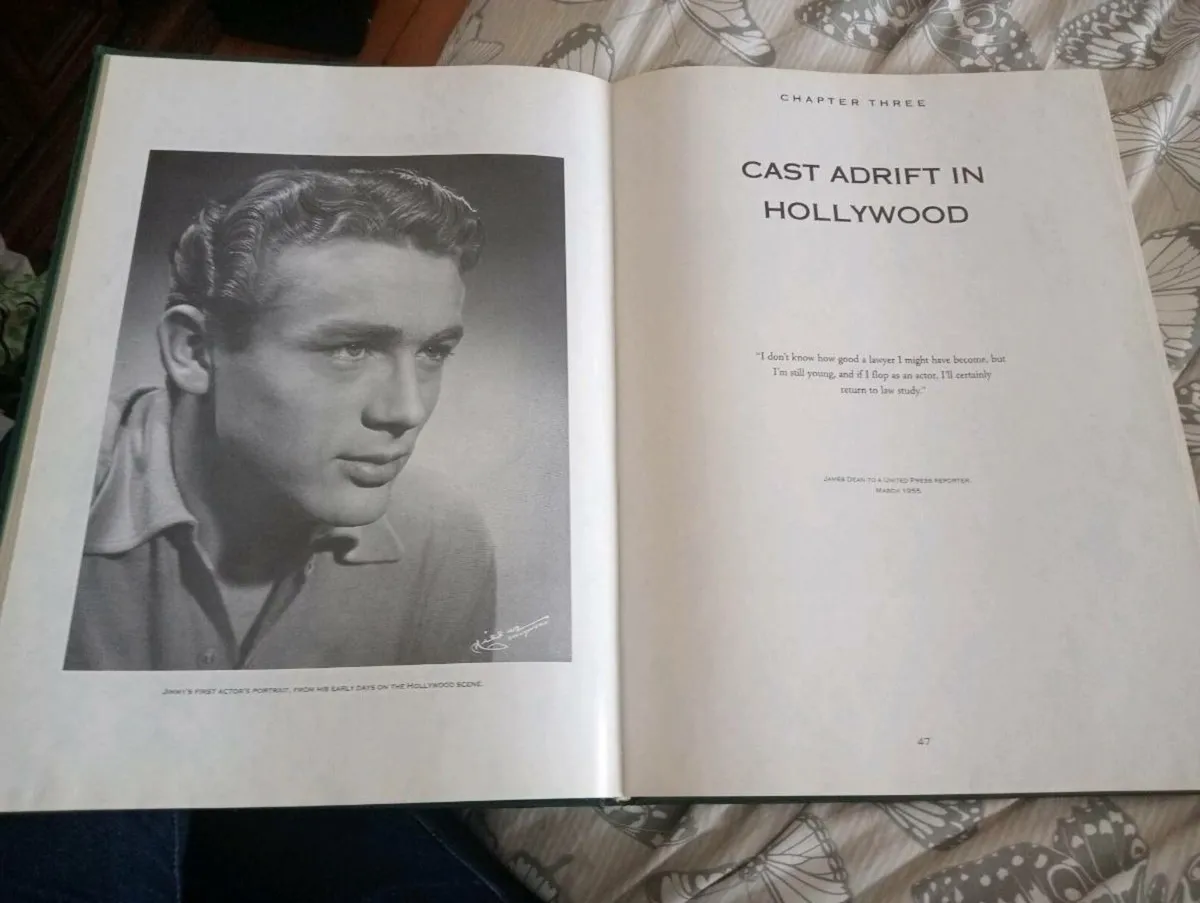 JIMMY'S FIRST ACTOR'S PORTRAIT, FROM HIS EARLY DAYS ON THE HOLLYWOOD SCENE.
CHAPTER THREE
CAST ADRIFT IN
HOLLYWOOD
"I don't know how good a lawyer I might have become, but
I'm still young, and if I flop as an actor, I'll certainly
return to law study."
JAMES DEAN TO A UNITED PRESS REPORTER,
MARCH 1955
47